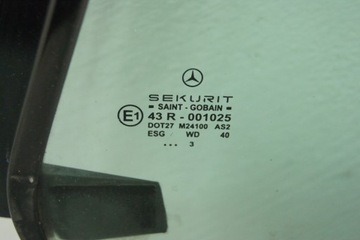 SEKURIT
SAINT - GOBAIN
E1
43 R - 001025
DOT27 M24100 AS2
ESG WD 40
... 3